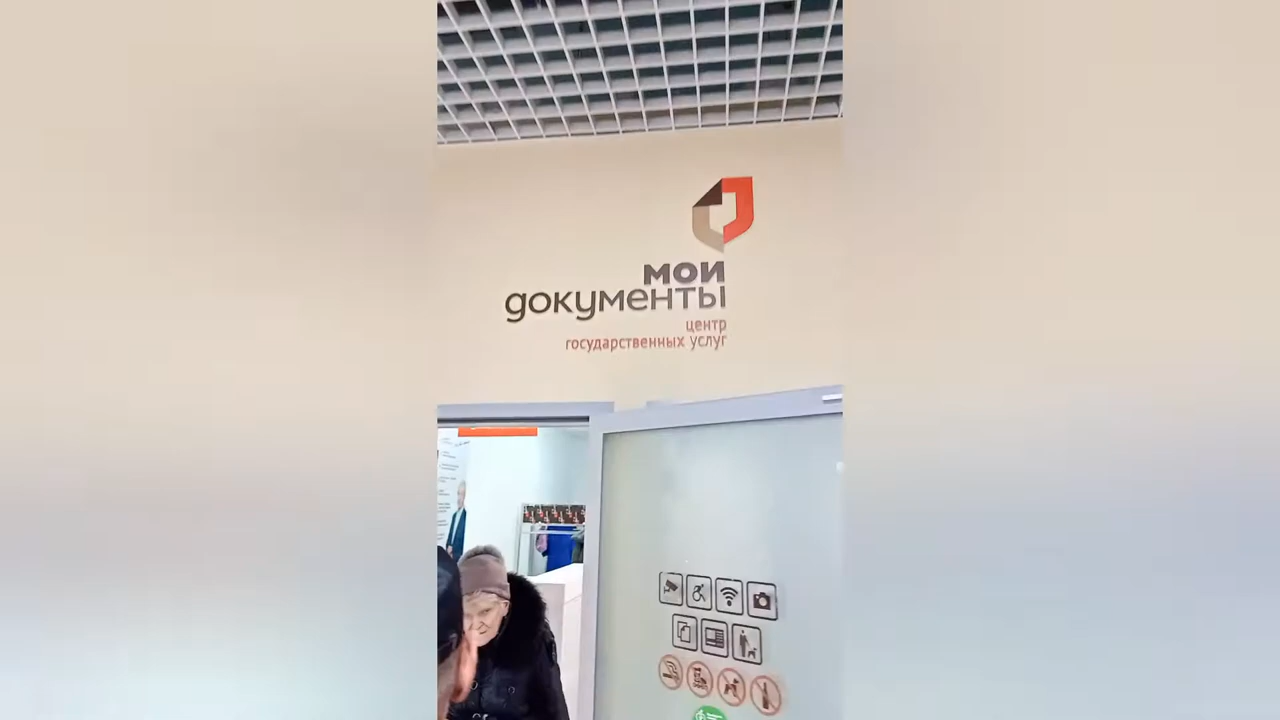 мои
документы
центр
государственных услуг